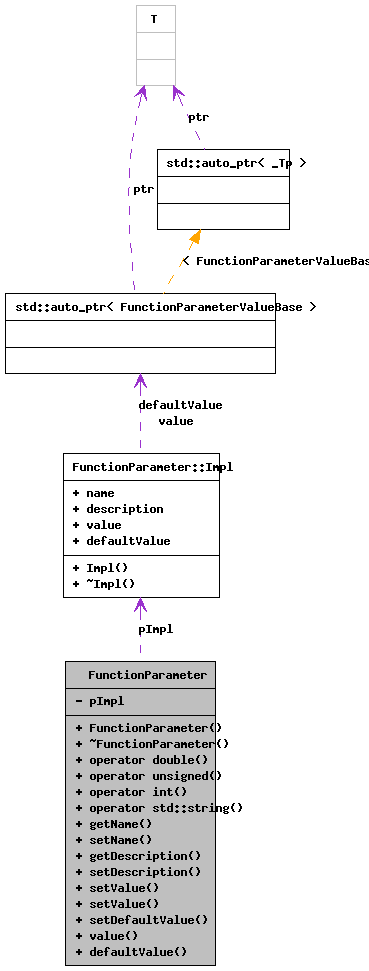 T
ptr
std::auto_ptr< _Tp >
ptr
< FunctionParameterValueBas
std::auto_ptr< FunctionParameterValueBase >
defaultValue
value
FunctionParameter::Impl
+ name
+ description
+ value
+ defaultValue
+ Impl()
+ ~Impl()
pImpl
FunctionParameter
- pImpl
+ FunctionParameter()
+ ~FunctionParameter()
+ operator double()
+ operator unsigned()
+ operator int()
+ operator std::string()
+ getName()
+ setName()
+ getDescription()
+ setDescription()
+ setValue()
+ setValue()
+ setDefaultValue()
+ value()
+ defaultValue()